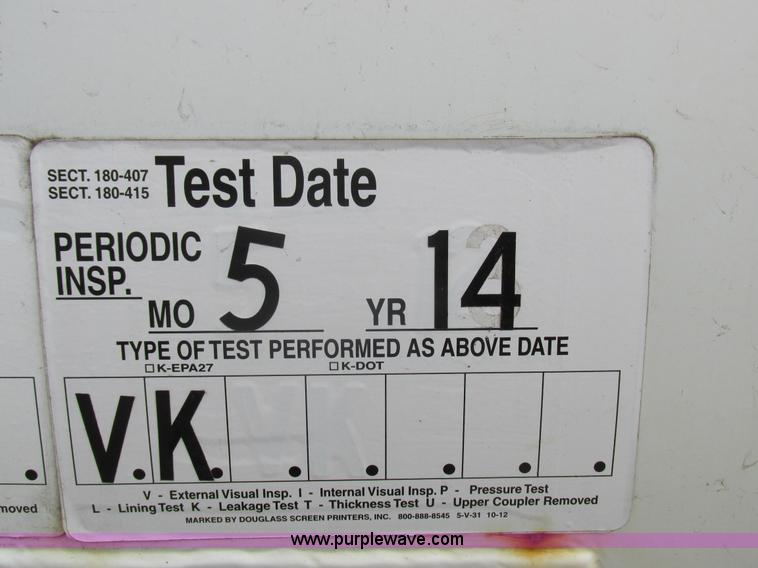 SECT. 180-407
SECT. 180-415
Test Date
PERIODIC
INSP.
MO 5 YR 14
TYPE OF TEST PERFORMED AS ABOVE DATE
☐ K-EPA27 ☐ K-DOT
V. K. . . . . .
V - External Visual Insp. I - Internal Visual Insp. P - Pressure Test
L - Lining Test K - Leakage Test T - Thickness Test U - Upper Coupler Removed
MARKED BY DOUGLASS SCREEN PRINTERS, INC. 800-888-8545 5-V-31 10-12
moved
www.purplewave.com